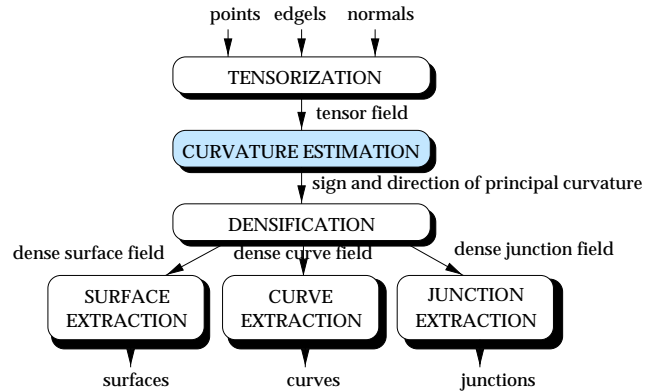 points edgels normals
TENSORIZATION
tensor field
CURVATURE ESTIMATION
sign and direction of principal curvature
DENSIFICATION
dense surface field dense curve field dense junction field
SURFACE EXTRACTION
CURVE EXTRACTION
JUNCTION EXTRACTION
surfaces curves junctions